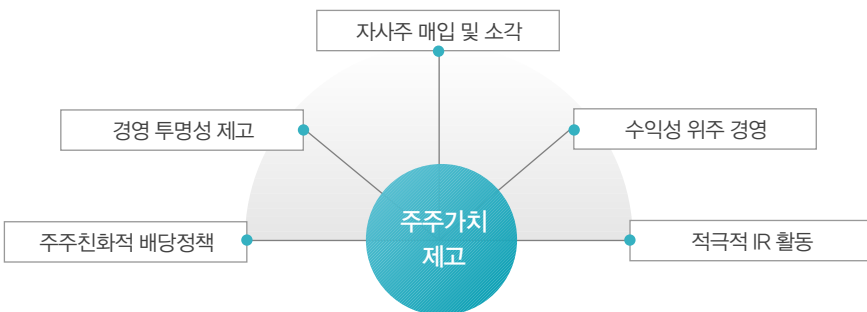 자사주 매입 및 소각
경영 투명성 제고
수익성 위주 경영
주주가치
제고
주주친화적 배당정책
적극적 IR 활동